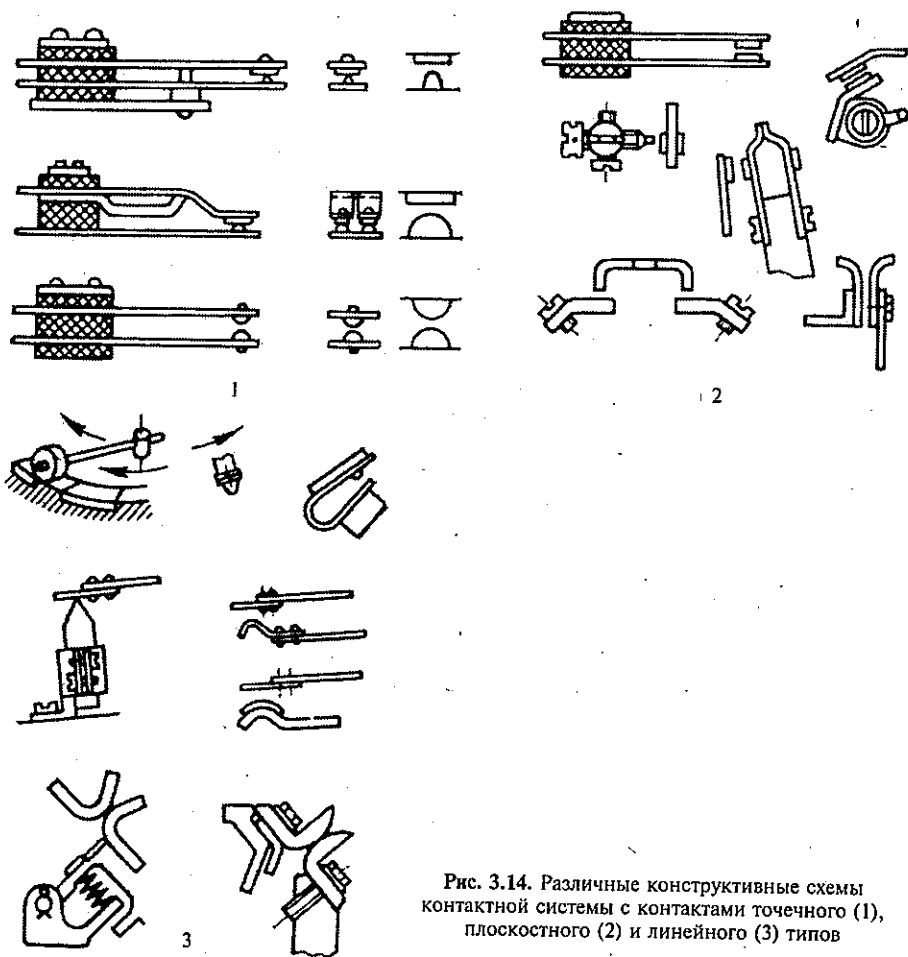 1
2
3
Рис. 3.14. Различные конструктивные схемы
контактной системы с контактами точечного (1),
плоскостного (2) и линейного (3) типов